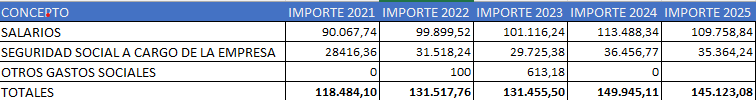 CONCEPTO IMPORTE 2021 IMPORTE 2022 IMPORTE 2023 IMPORTE 2024 IMPORTE 2025
SALARIOS 90.067,74 99.899,52 101.116,24 113.488,34 109.758,84
SEGURIDAD SOCIAL A CARGO DE LA EMPRESA 28416,36 31.518,24 29.725,38 36.456,77 35.364,24
OTROS GASTOS SOCIALES 0 100 613,18 0
TOTALES 118.484,10 131.517,76 131.455,50 149.945,11 145.123,08